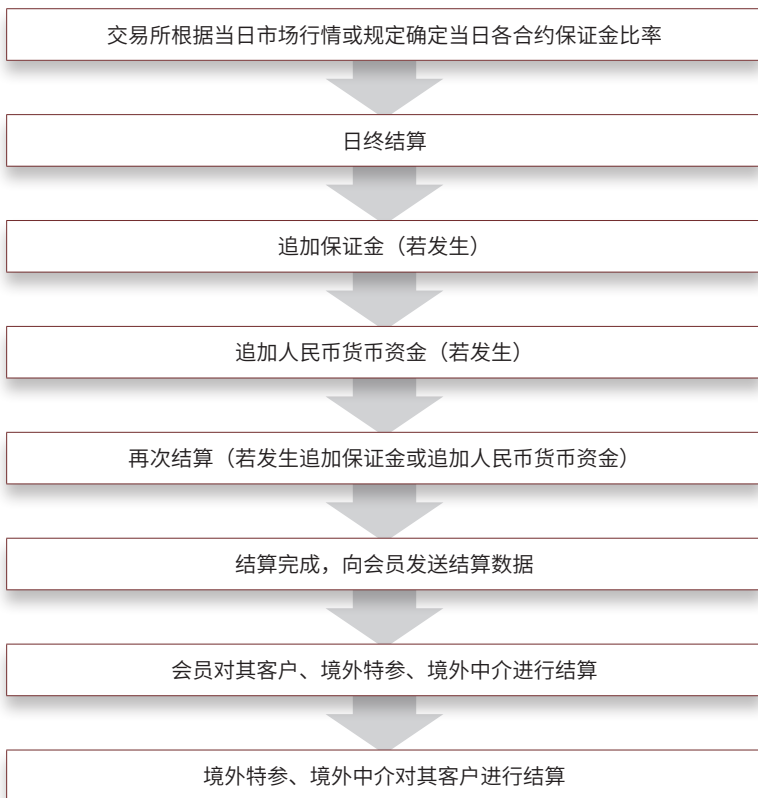 交易所根据当日市场行情或规定确定当日各合约保证金比率
日终结算
追加保证金（若发生）
追加人民币货币资金（若发生）
再次结算（若发生追加保证金或追加人民币货币资金）
结算完成，向会员发送结算数据
会员对其客户、境外特参、境外中介进行结算
境外特参、境外中介对其客户进行结算